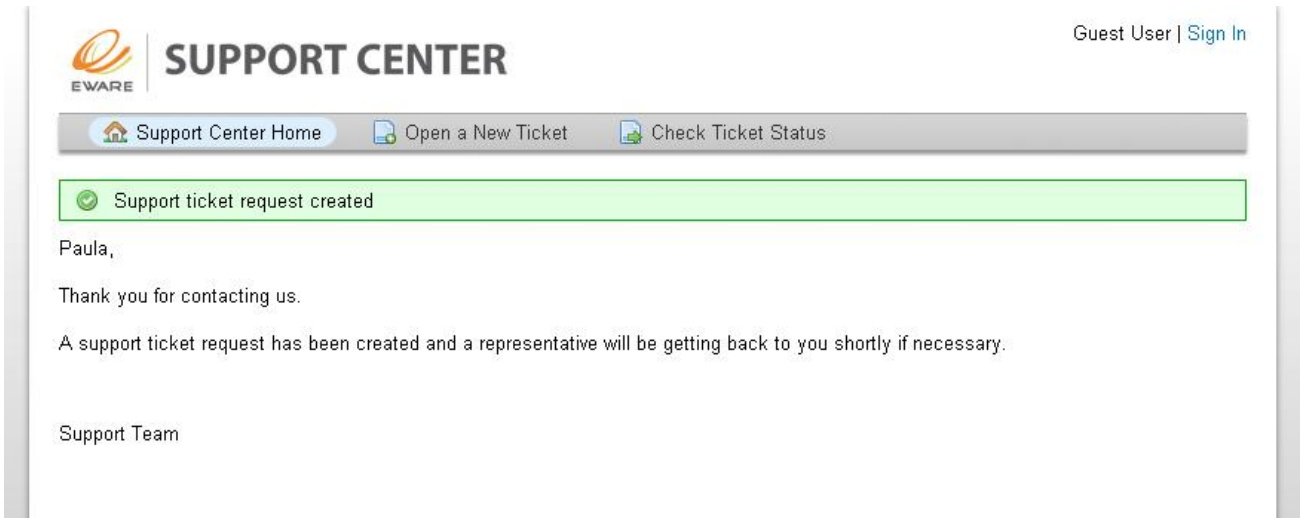 Guest User | Sign In
EWARE
SUPPORT CENTER
Support Center Home Open a New Ticket Check Ticket Status
Support ticket request created
Paula,
Thank you for contacting us.
A support ticket request has been created and a representative will be getting back to you shortly if necessary.
Support Team